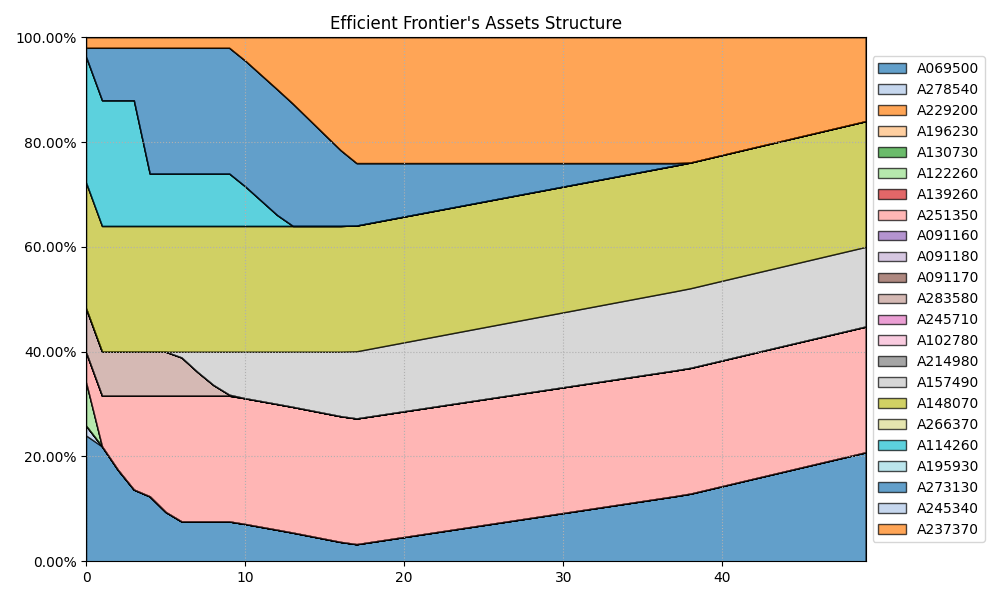 Efficient Frontier's Assets Structure
100.00%
80.00%
60.00%
40.00%
20.00%
0.00%
0 10 20 30 40
A069500
A278540
A229200
A196230
A130730
A122260
A139260
A251350
A091160
A091180
A091170
A283580
A245710
A102780
A214980
A157490
A148070
A266370
A114260
A195930
A273130
A245340
A237370